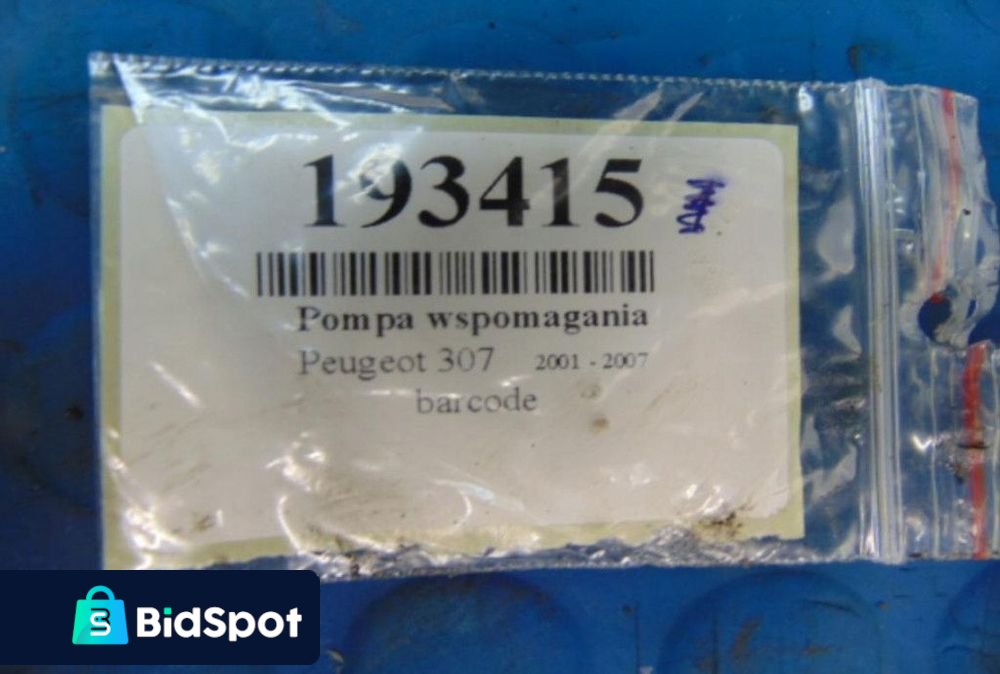 193415
Pompa wspomagania
Peugeot 307 2001 - 2007
barcode
BidSpot